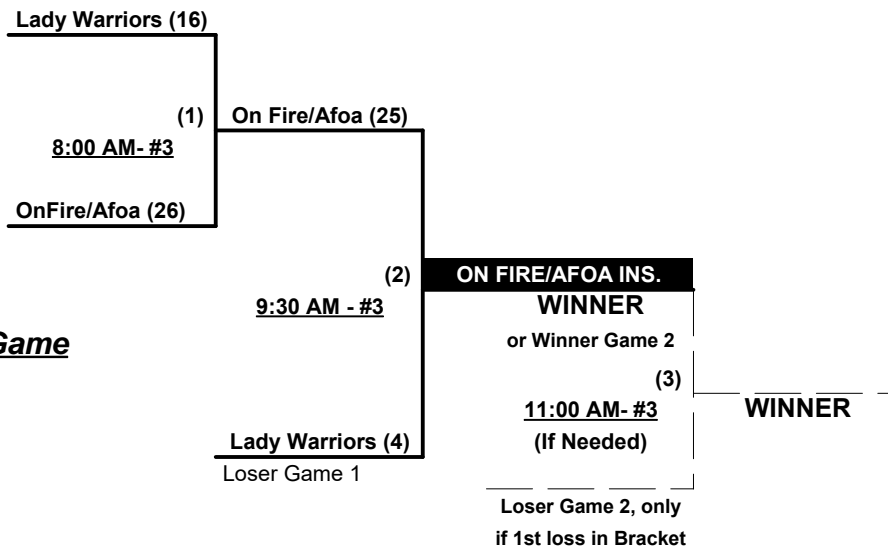 Lady Warriors (16)
(1)
On Fire/Afoa (25)
8:00 AM- #3
OnFire/Afoa (26)
(2)
ON FIRE/AFOA INS.
9:30 AM - #3
WINNER
or Winner Game 2
Game
(3)
11:00 AM- #3
WINNER
(If Needed)
Lady Warriors (4)
Loser Game 1
Loser Game 2, only
if 1st loss in Bracket